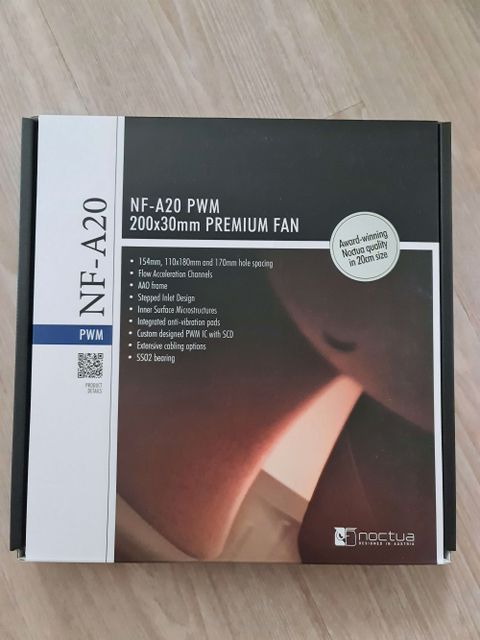 NF-A20
PWM
PRODUCT
DETAILS
NF-A20 PWM
200x30mm PREMIUM FAN
Award-winning
Noctua quality
in 20cm size
• 154mm, 110x180mm and 170mm hole spacing
• Flow Acceleration Channels
• AAO frame
• Stepped Inlet Design
• Inner Surface Microstructures
• Integrated anti-vibration pads
• Custom designed PWM IC with SCD
• Extensive cabling options
• SSO2 bearing
noctua
DESIGNED IN AUSTRIA